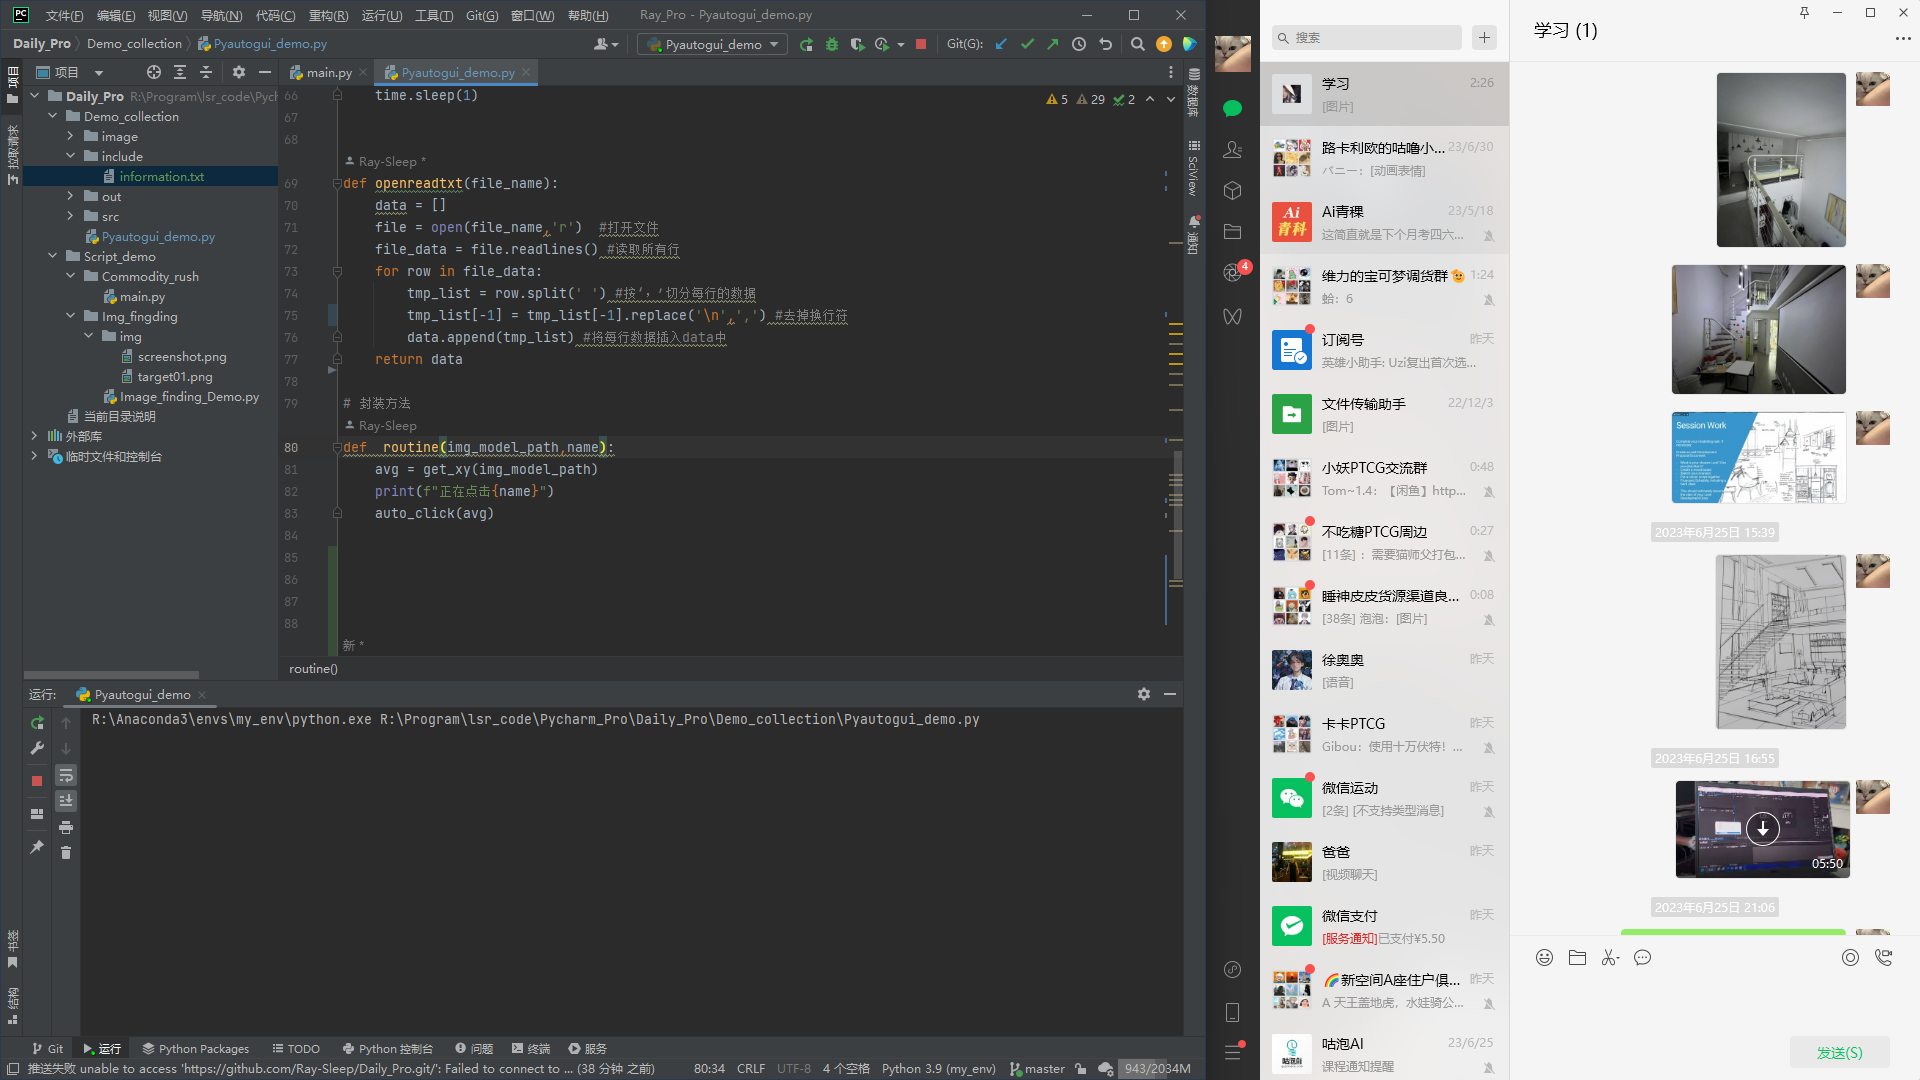 文件(F) 编辑(E) 视图(V) 导航(N) 代码(C) 重构(R) 运行(U) 工具(T) Git(G) 窗口(W) 帮助(H) Ray_Pro - Pyautogui_demo.py
Daily_Pro Demo_collection Pyautogui_demo.py
Pyautogui_demo Git(G):
项目
main.py Pyautogui_demo.py
Daily_Pro R:\Program\lsr_code\Pych
Demo_collection
image
include
information.txt
out
src
Pyautogui_demo.py
Script_demo
Commodity_rush
main.py
Img_fingding
img
screenshot.png
target01.png
Image_finding_Demo.py
当前目录说明
外部库
临时文件和控制台
项目
拉取请求
书签
结构
5 29 2
66 time.sleep(1)
67
68
Ray-Sleep *
69 def openreadtxt(file_name):
70 data = []
71 file = open(file_name,'r') #打开文件
72 file_data = file.readlines() #读取所有行
73 for row in file_data:
74 tmp_list = row.split(' ') #按‘，‘切分每行的数据
75 tmp_list[-1] = tmp_list[-1].replace('\n',',') #去掉换行符
76 data.append(tmp_list) #将每行数据插入data中
77 return data
78
79 # 封装方法
Ray-Sleep
80 def routine(img_model_path,name):
81 avg = get_xy(img_model_path)
82 print(f"正在点击{name}")
83 auto_click(avg)
84
85
86
87
88
新 *
routine()
数据库
SciView
通知
运行: Pyautogui_demo
R:\Anaconda3\envs\my_env\python.exe R:\Program\lsr_code\Pycharm_Pro\Daily_Pro\Demo_collection\Pyautogui_demo.py
Git 运行 Python Packages TODO Python 控制台 问题 终端 服务
推送失败 unable to access 'https://github.com/Ray-Sleep/Daily_Pro.git/': Failed to connect to ... (38 分钟 之前) 80:34 CRLF UTF-8 4 个空格 Python 3.9 (my_env) master 943/2034M
4
搜索
学习 2:26
[图片]
路卡利欧的咕噜小... 23/6/30
バニー：[动画表情]
Ai青稞 23/5/18
这简直就是下个月考四六...
Ai
青科
维力的宝可梦调货群 1:24
蛤：6
订阅号 昨天
英雄小助手: Uzi复出首次选...
文件传输助手 22/12/3
[图片]
小妖PTCG交流群 0:48
Tom~1.4：【闲鱼】http...
不吃糖PTCG周边 0:27
[11条]：需要猫师父打包...
睡神皮皮货源渠道良... 0:08
[38条] 泡泡：[图片]
徐奥奥 昨天
[语音]
卡卡PTCG 昨天
Gibou：使用十万伏特！...
微信运动 昨天
[2条] [不支持类型消息]
爸爸 昨天
[视频聊天]
微信支付 昨天
[服务通知]已支付¥5.50
新空间A座住户俱... 昨天
A 天王盖地虎，水娃骑公...
咕泡AI 23/6/25
课程通知提醒
咕泡AI
学习 (1)
Session Work
2023年6月25日 15:39
2023年6月25日 16:55
05:50
2023年6月25日 21:06
发送(S)